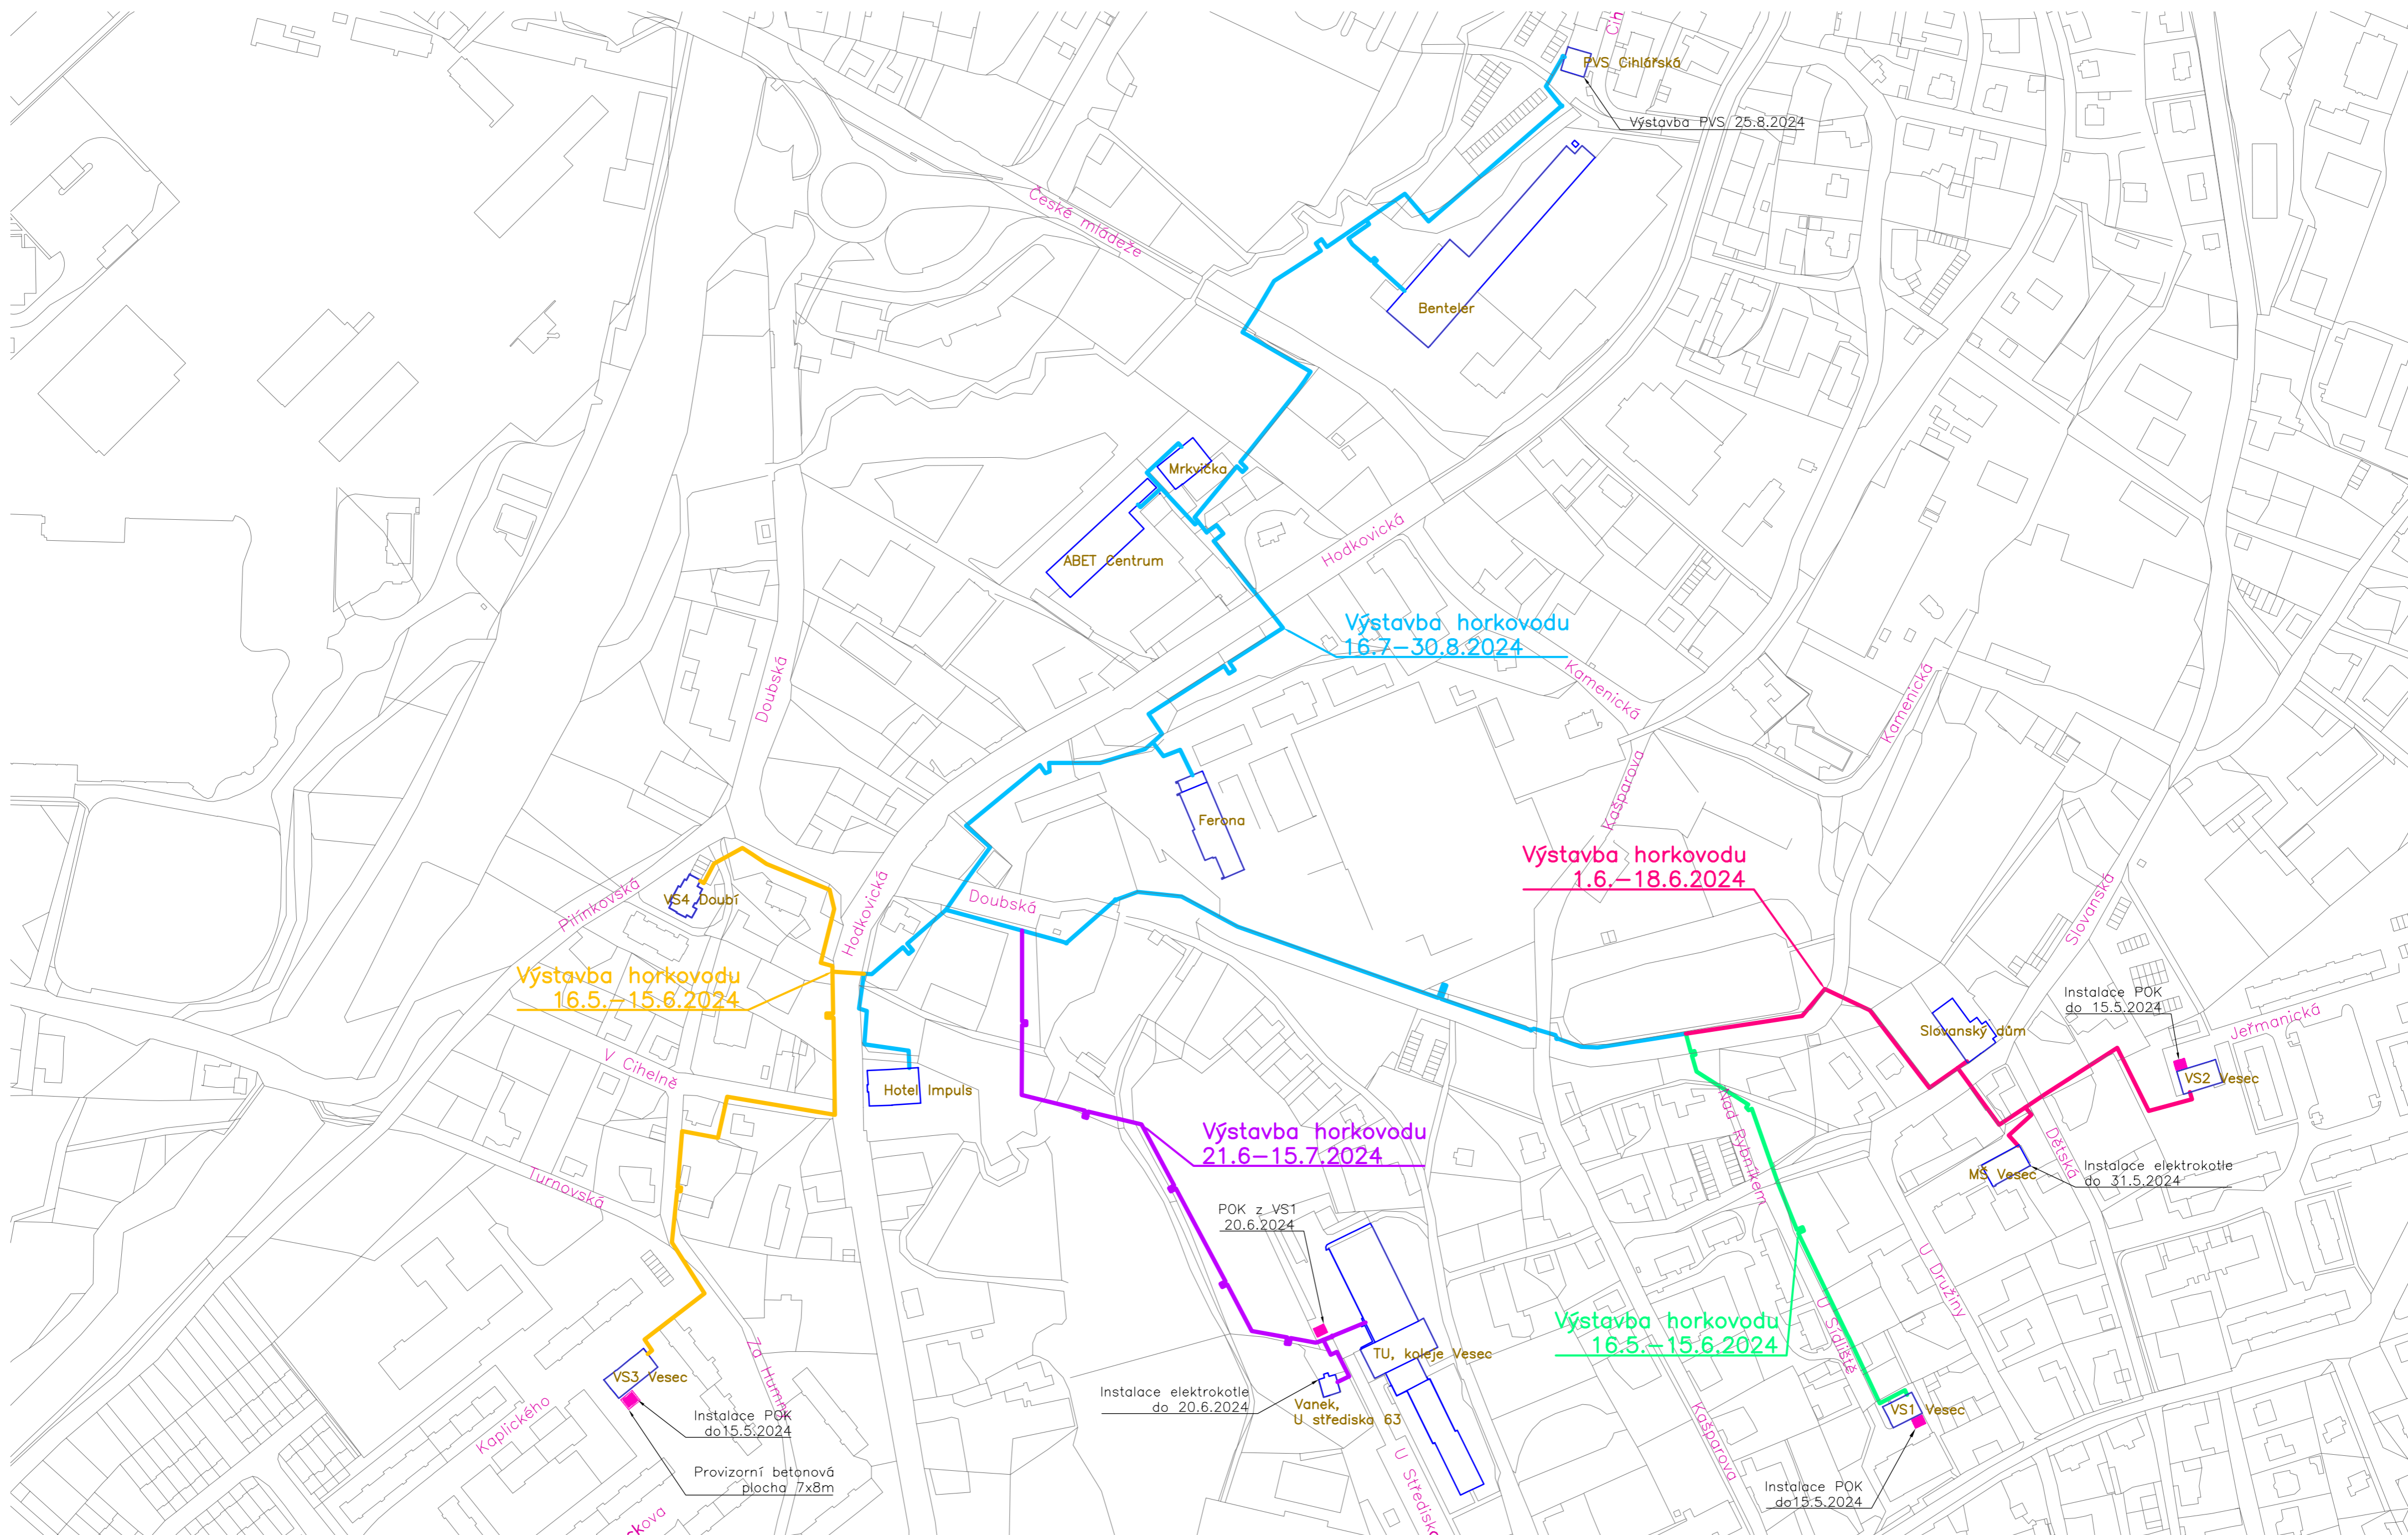 PVS Cihlářská
Výstavba PVS 25.8.2024
České mládeže
Benteler
Mrkvička
Hodkovická
ABET Centrum
Výstavba horkovodu
16.7–30.8.2024
Doubská
Kamenická
Kamenická
Kašparova
Ferona
Výstavba horkovodu
1.6.–18.6.2024
VS4 Doubí
Pilínkovská
Hodkovická
Doubská
Slovanská
Výstavba horkovodu
16.5.–15.6.2024
Instalace POK
do 15.5.2024
Jeřmanická
Slovanský dům
V Cihelně
Hotel Impuls
VS2 Vesec
Nad Rybníkem
Výstavba horkovodu
21.6–15.7.2024
Dětská
Turnovská
MŠ Vesec
Instalace elektrokotle
do 31.5.2024
POK z VS1
20.6.2024
U Družiny
Výstavba horkovodu
16.5.–15.6.2024
U Sídliště
TU, koleje Vesec
VS3 Vesec
Za Humny
Instalace elektrokotle
do 20.6.2024
Vanek,
U střediska 63
VS1 Vesec
Kaplického
Instalace POK
do15.5.2024
Kašparova
Provizorní betonová
plocha 7x8m
U Středisk
Instalace POK
do15.5.2024
skova